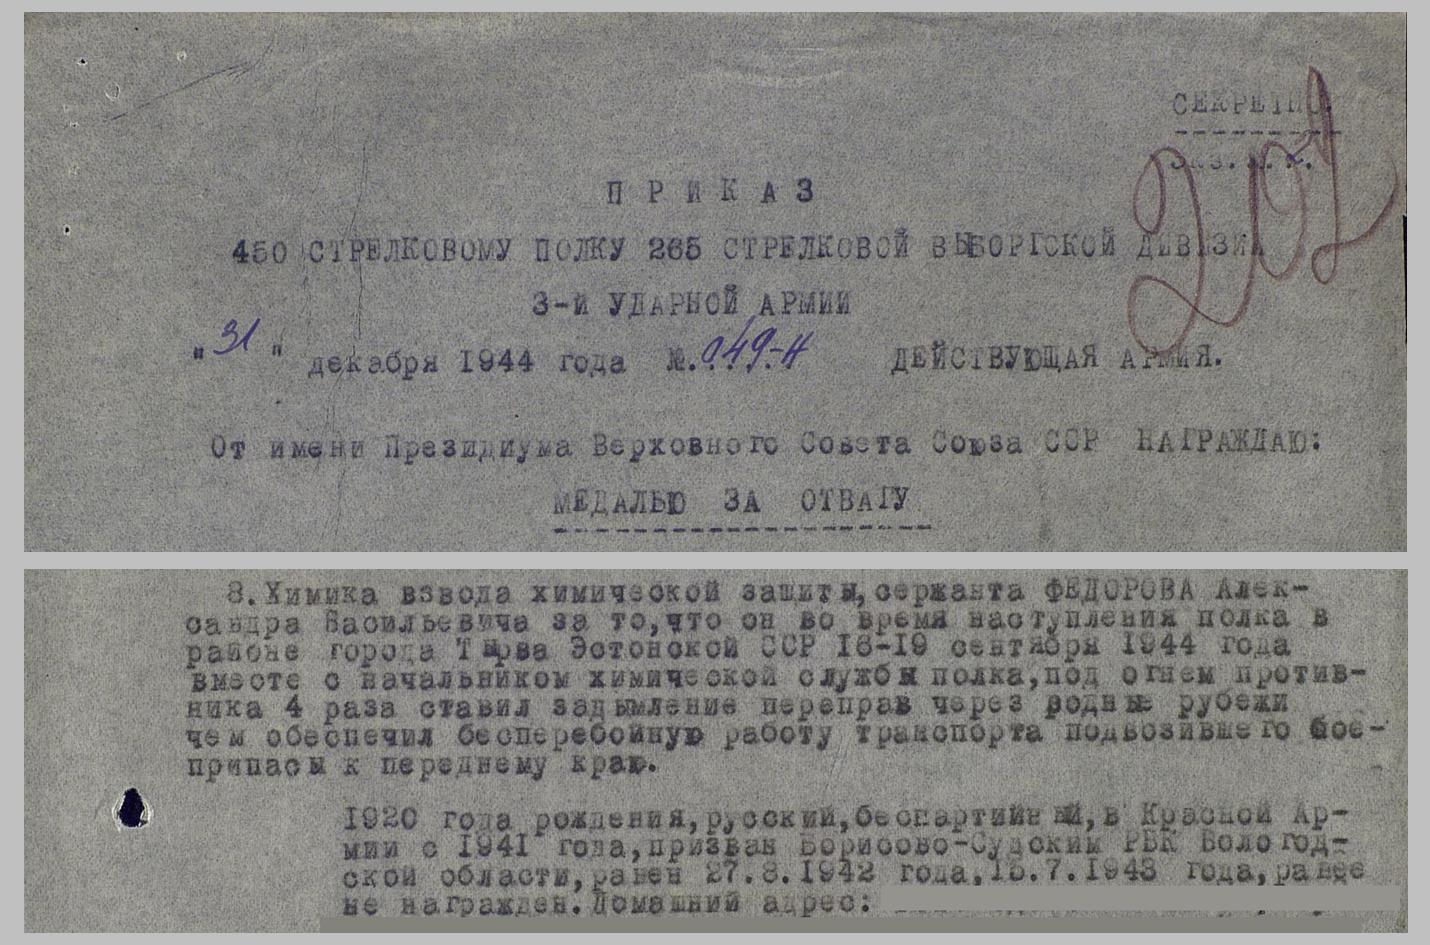 СЕКРЕТНО.
экз.№.2.
207
П Р И К А З
450 СТРЕЛКОВОМУ ПОЛКУ 265 СТРЕЛКОВОЙ ВЫБОРГСКОЙ ДИВИЗИИ
3-й УДАРНОЙ АРМИИ
"31" декабря 1944 года №.049-Н ДЕЙСТВУЮЩАЯ АРМИЯ.
От имени Президиума Верховного Совета Союза ССР НАГРАЖДАЮ:
МЕДАЛЬЮ ЗА ОТВАГУ
8. Химика взвода химической защиты, сержанта ФЕДОРОВА Алек-
сандра Васильевича за то, что он во время наступления полка в
районе города Тырва Эстонской ССР 18-19 сентября 1944 года
вместе с начальником химической службы полка, под огнем против-
ника 4 раза ставил задымление переправ через водные рубежи
чем обеспечил бесперебойную работу транспорта подвозившего бое-
припасы к переднему краю.
1920 года рождения, русский, беспартийный, в Красной Ар-
мии с 1941 года, призван Борисово-Судским РВК Вологод-
ской области, ранен 27.8.1942 года, 15.7.1943 года, ранее
не награжден. Домашний адрес: